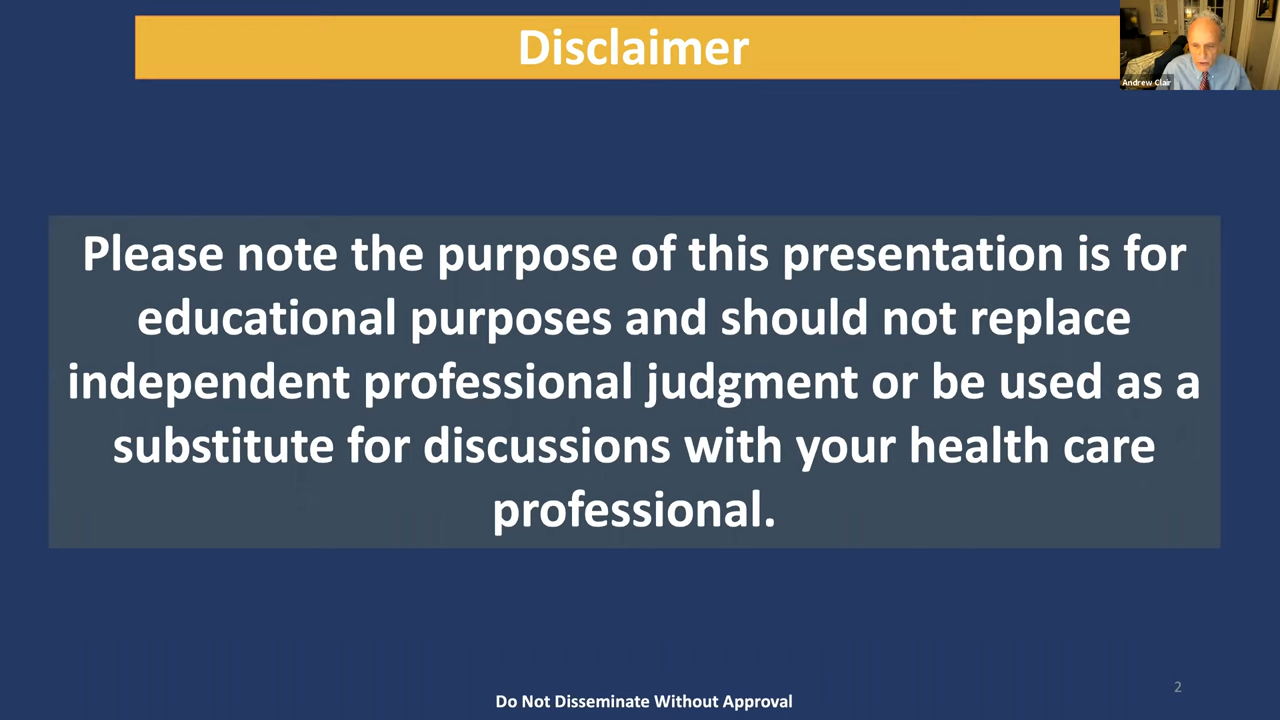 Disclaimer
Andrew Clair
Please note the purpose of this presentation is for
educational purposes and should not replace
independent professional judgment or be used as a
substitute for discussions with your health care
professional.
2
Do Not Disseminate Without Approval